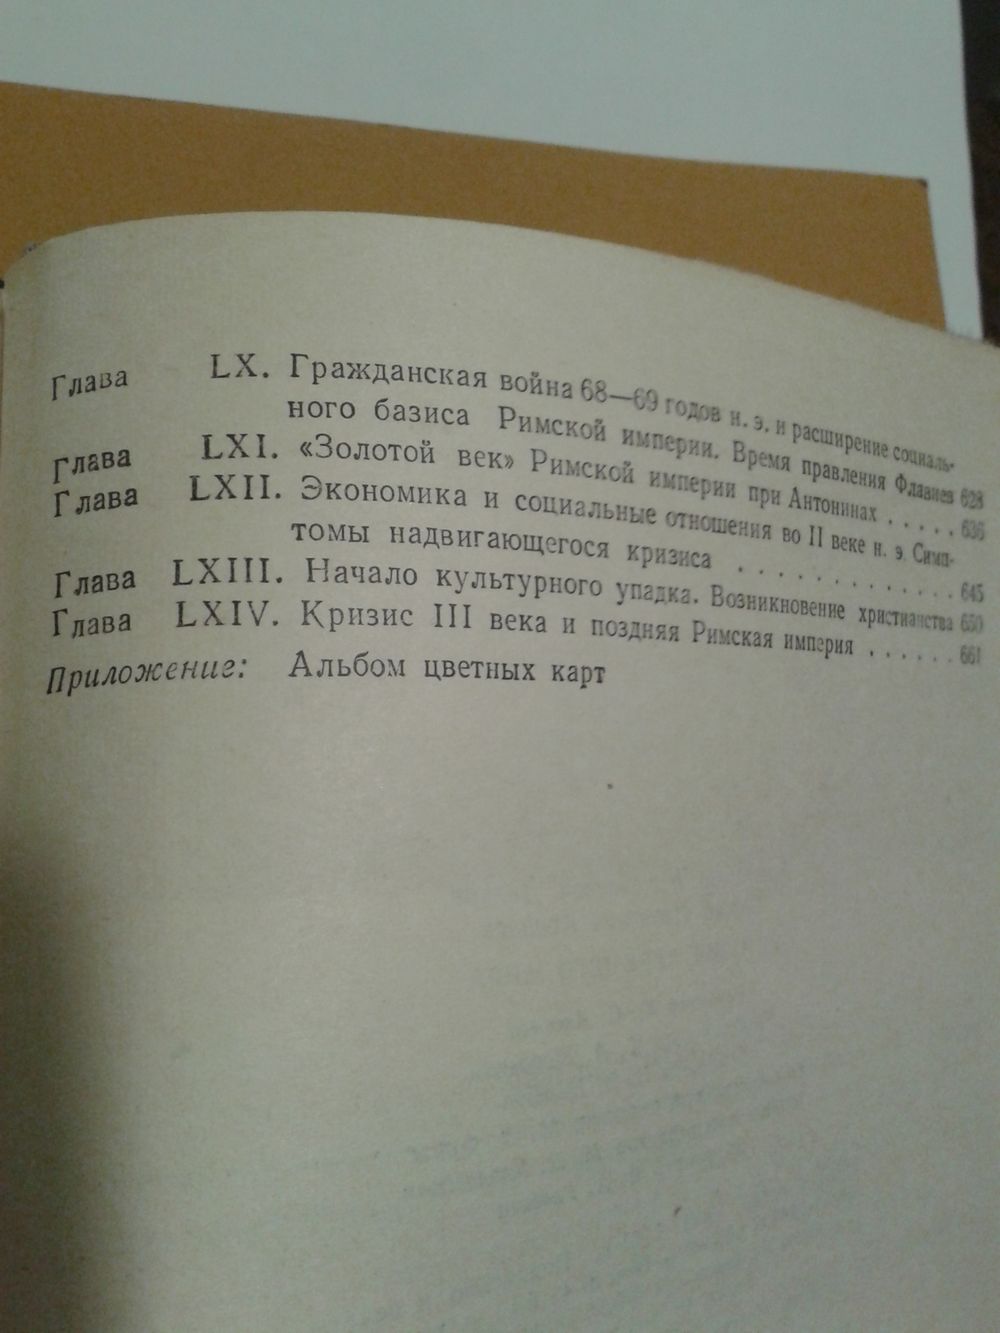 Глава LX. Гражданская война 68—69 годов н. э. и расширение социаль-
ного базиса Римской империи. Время правления Флавиев 628
Глава LXI. «Золотой век» Римской империи при Антонинах . . . . . 636
Глава LXII. Экономика и социальные отношения во II веке н. э. Симп-
томы надвигающегося кризиса . . . . . . . . . . . . 645
Глава LXIII. Начало культурного упадка. Возникновение христианства 650
Глава LXIV. Кризис III века и поздняя Римская империя . . . . . . 661
Приложение: Альбом цветных карт